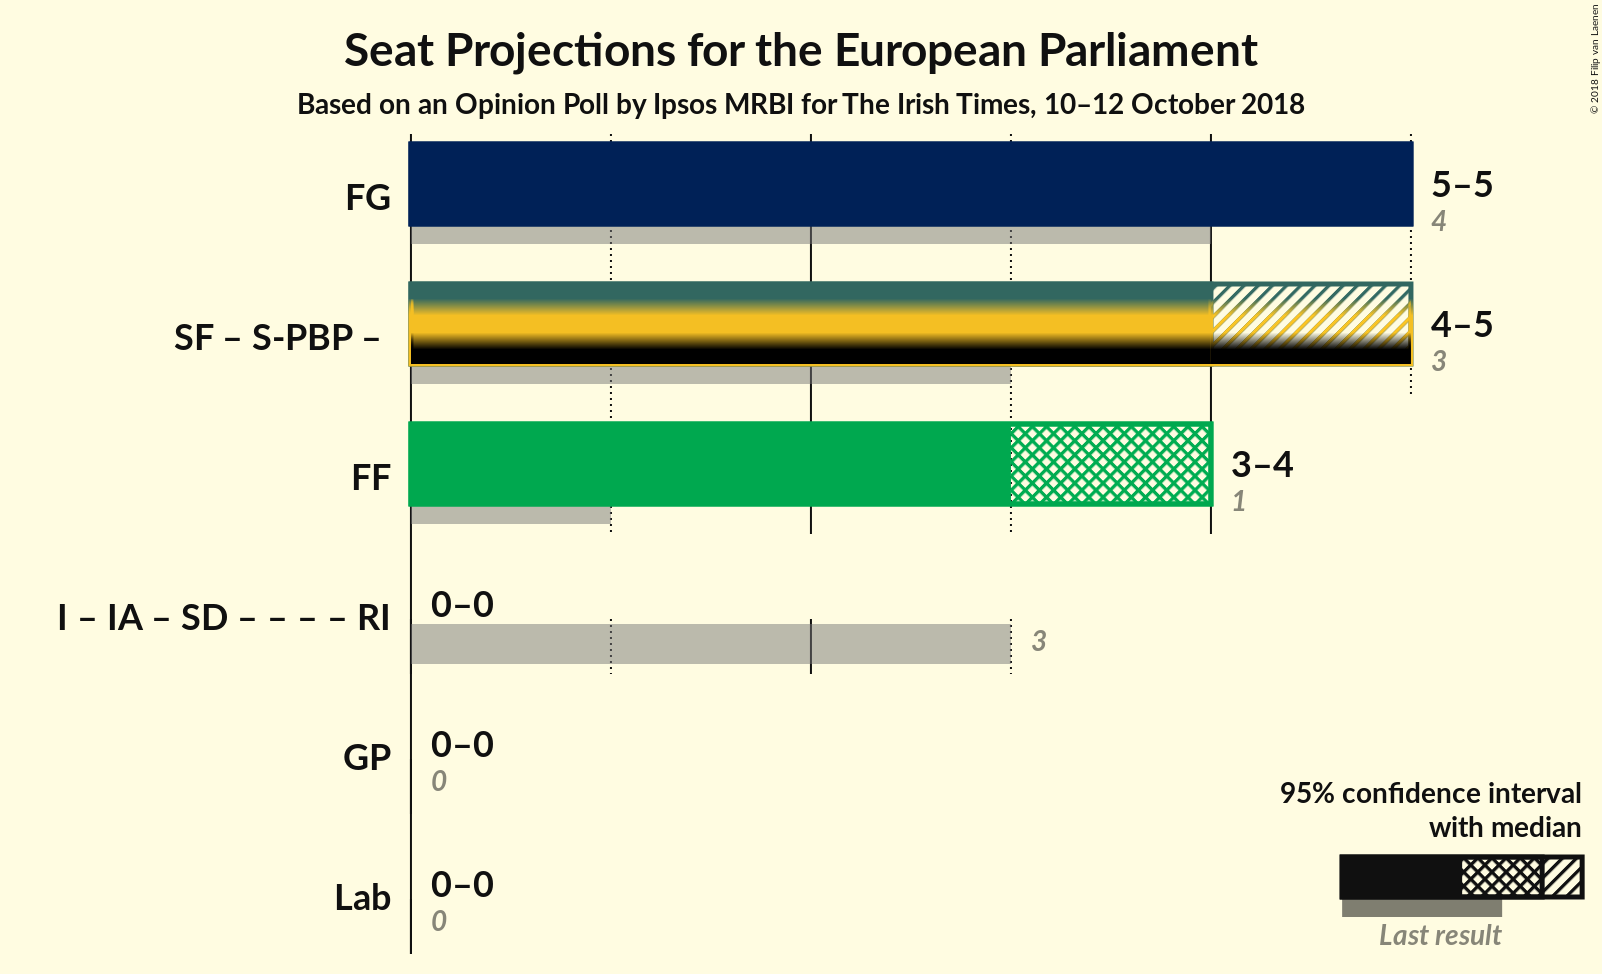 Seat Projections for the European Parliament
Based on an Opinion Poll by Ipsos MRBI for The Irish Times, 10–12 October 2018
© 2018 Filip van Laenen
FG
5–5
4
SF – S-PBP –
4–5
3
FF
3–4
1
I – IA – SD – – – – RI
0–0
3
GP
0–0
0
Lab
0–0
0
95% confidence interval
with median
Last result